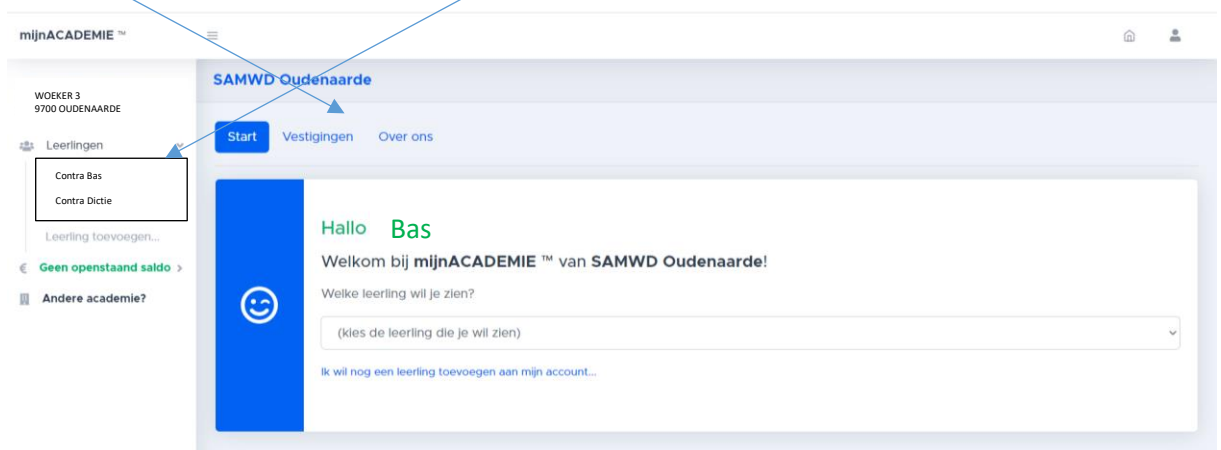 mijnACADEMIE ™
SAMWD Oudenaarde
WOEKER 3
9700 OUDENAARDE
Leerlingen
Contra Bas
Contra Dictie
Leerling toevoegen...
€ Geen openstaand saldo >
Andere academie?
Start Vestigingen Over ons
Hallo Bas
Welkom bij mijnACADEMIE ™ van SAMWD Oudenaarde!
Welke leerling wil je zien?
(kies de leerling die je wil zien)
Ik wil nog een leerling toevoegen aan mijn account...